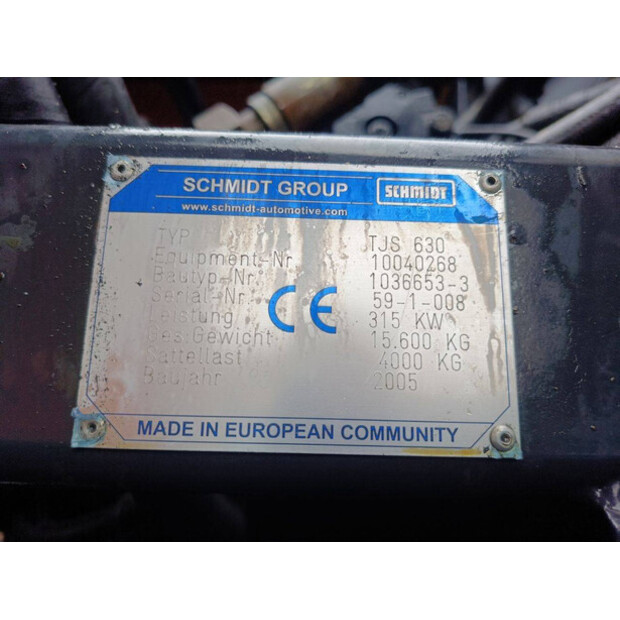 SCHMIDT GROUP SCHMIDT
www.schmidt-automotive.com
TYP TJS 630
Equipment-Nr 10040268
Bautyp-Nr 1036653-3
Serial-Nr. 59-1-008
Leistung 315 KW
Ges.Gewicht 15.600 KG
Sattellast 4000 KG
Baujahr 2005
CE
MADE IN EUROPEAN COMMUNITY